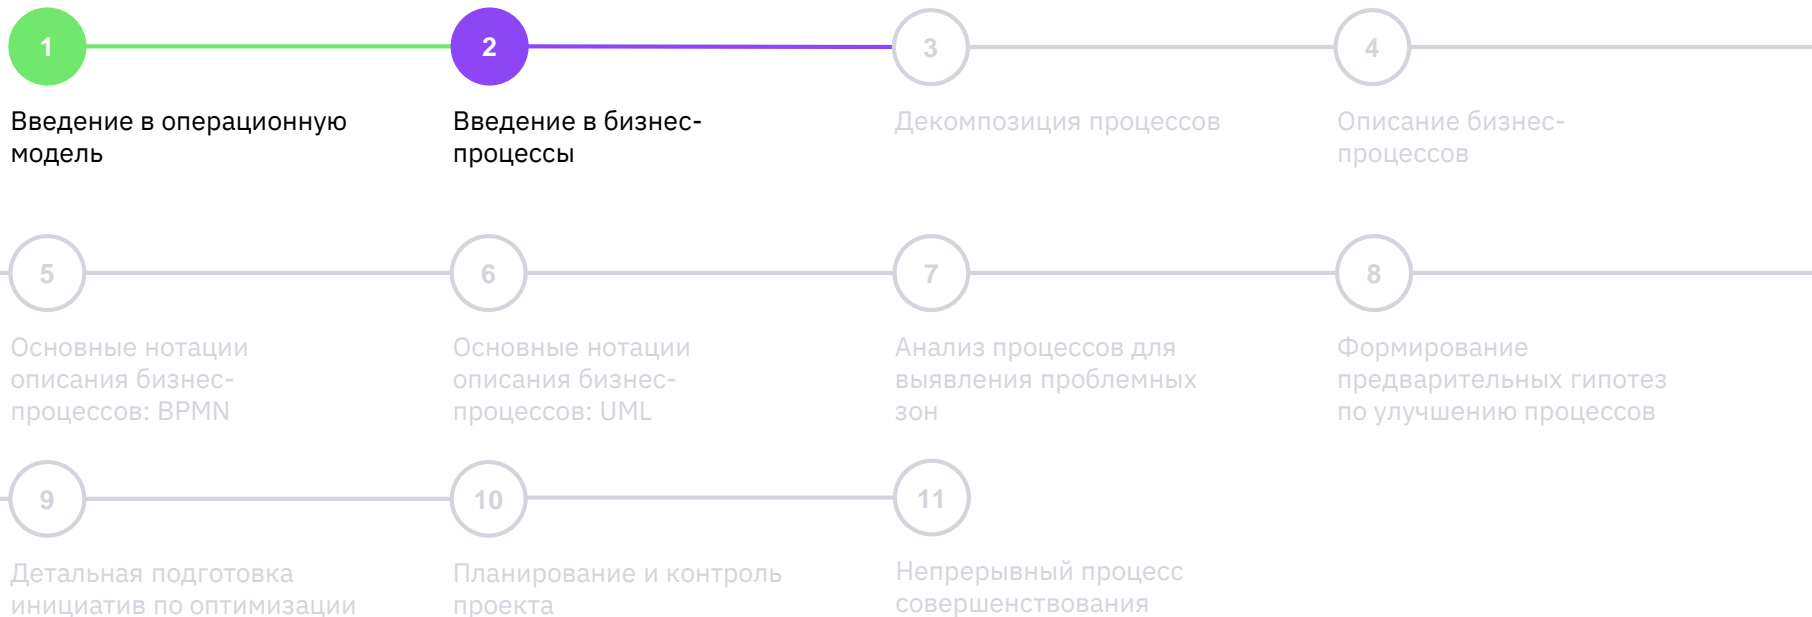 1
2
3
4
Введение в операционную
модель
Введение в бизнес-
процессы
Декомпозиция процессов
Описание бизнес-
процессов
5
6
7
8
Основные нотации
описания бизнес-
процессов: BPMN
Основные нотации
описания бизнес-
процессов: UML
Анализ процессов для
выявления проблемных
зон
Формирование
предварительных гипотез
по улучшению процессов
9
10
11
Детальная подготовка
инициатив по оптимизации
Планирование и контроль
проекта
Непрерывный процесс
совершенствования